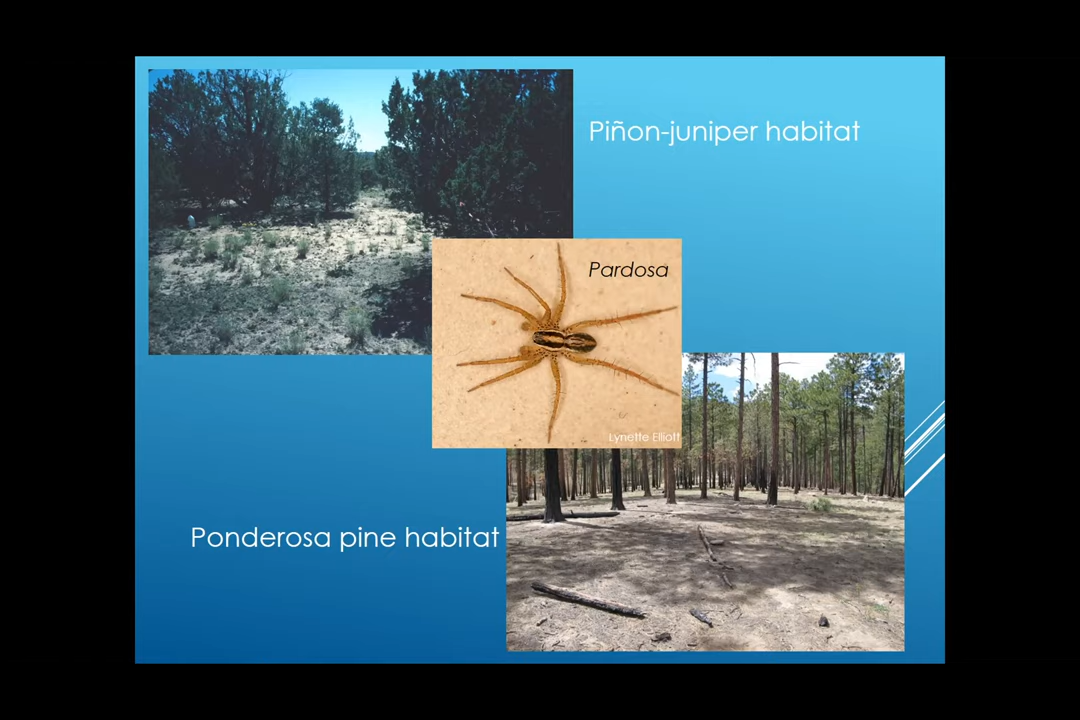 Piñon-juniper habitat
Pardosa
Lynette Elliott
Ponderosa pine habitat